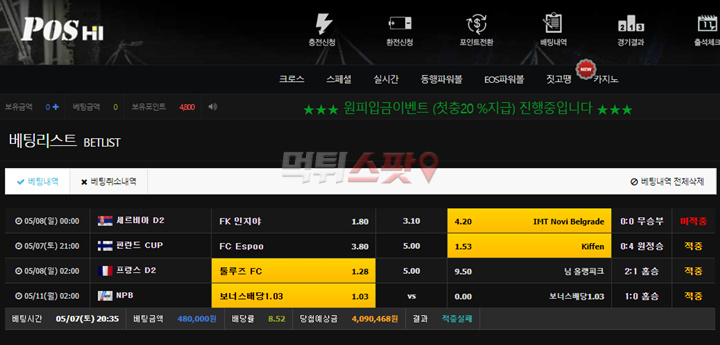 POS HI
충전신청 환전신청 포인트전환 베팅내역 경기결과 출석체크
크로스 스페셜 실시간 동행파워볼 EOS파워볼 짓고땡 NEW 카지노
보유금액 0 + 베팅금액 0 보유포인트 4,800 ★★★ 원피입금이벤트 (첫충20 %지급) 진행중입니다 ★★★
베팅리스트 BETLIST
먹튀스팟
베팅내역 베팅취소내역 베팅내역 전체삭제
05/08(일) 00:00 세르비아 D2 FK 인지야 1.80 3.10 4.20 IMT Novi Belgrade 0:0 무승부 미적중
05/07(토) 21:00 핀란드 CUP FC Espoo 3.80 5.00 1.53 Kiffen 0:4 원정승 적중
05/08(일) 02:00 프랑스 D2 툴루즈 FC 1.28 5.00 9.50 님 올랭피크 2:1 홈승 적중
05/11(월) 02:00 NPB 보너스배당1.03 1.03 vs 0.00 보너스배당1.03 1:0 홈승 적중
베팅시간 05/07(토) 20:35 베팅금액 480,000원 배당률 8.52 당첨예상금 4,090,468원 결과 적중실패